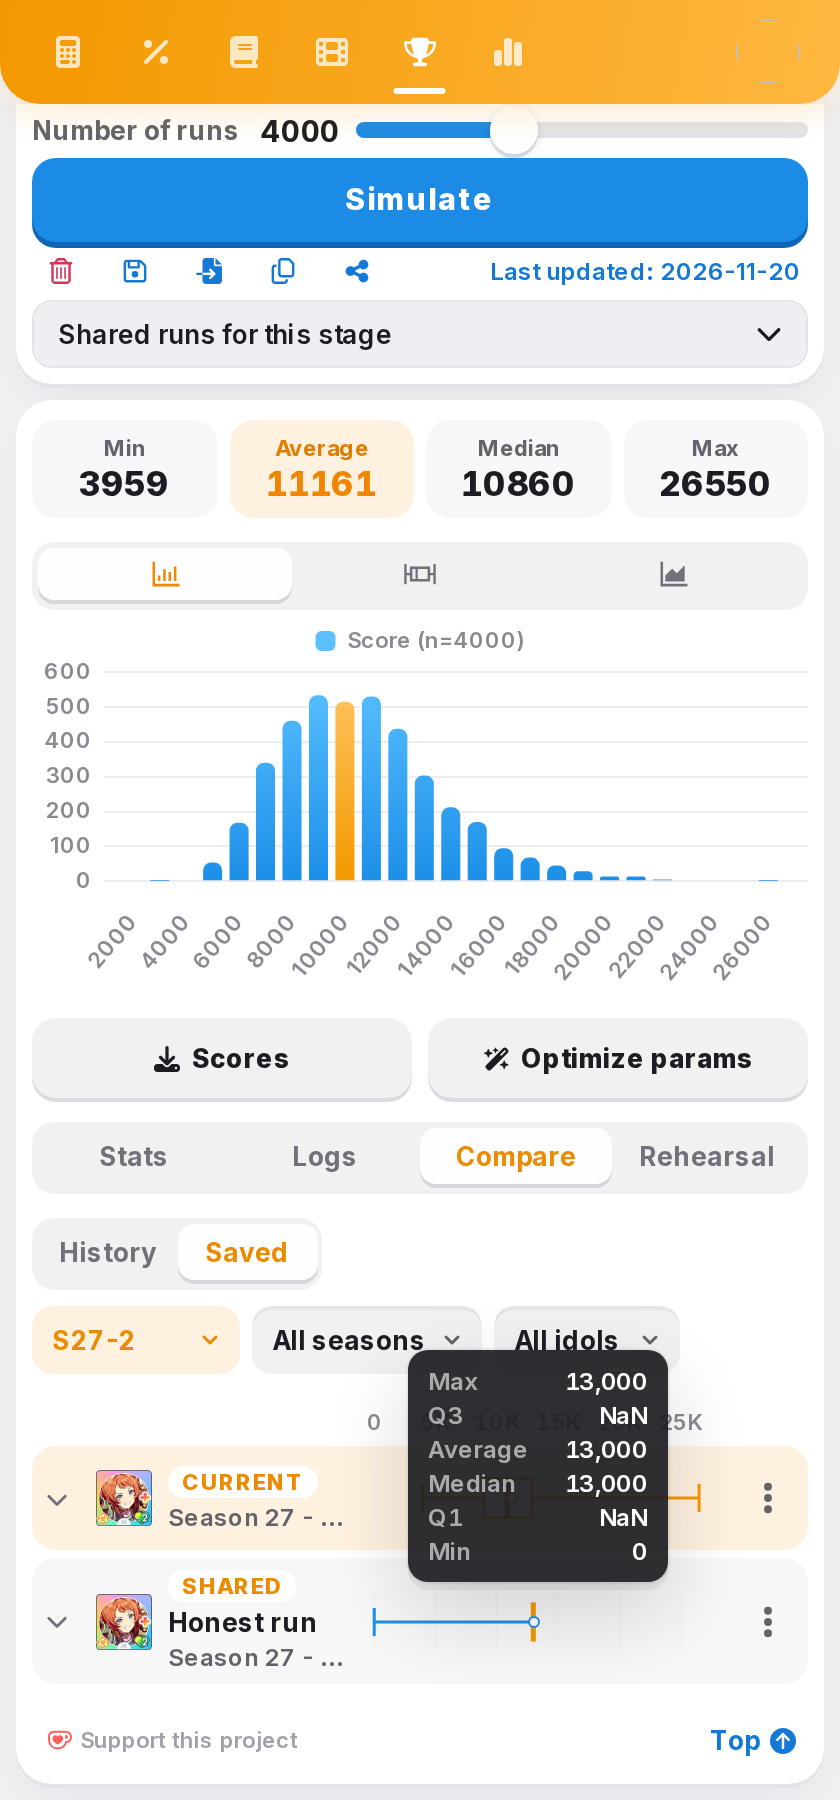 Number of runs 4000
Simulate
Last updated: 2026-11-20
Shared runs for this stage
Min Average Median Max
3959 11161 10860 26550
Score (n=4000)
600
500
400
300
200
100
0
2000 4000 6000 8000 10000 12000 14000 16000 18000 20000 22000 24000 26000
Scores Optimize params
Stats Logs Compare Rehearsal
History Saved
S27-2 All seasons All idols
0 5K 10K 15K 25K
Max 13,000
Q3 NaN
Average 13,000
Median 13,000
Q1 NaN
Min 0
CURRENT
Season 27 - ...
SHARED
Honest run
Season 27 - ...
Support this project Top